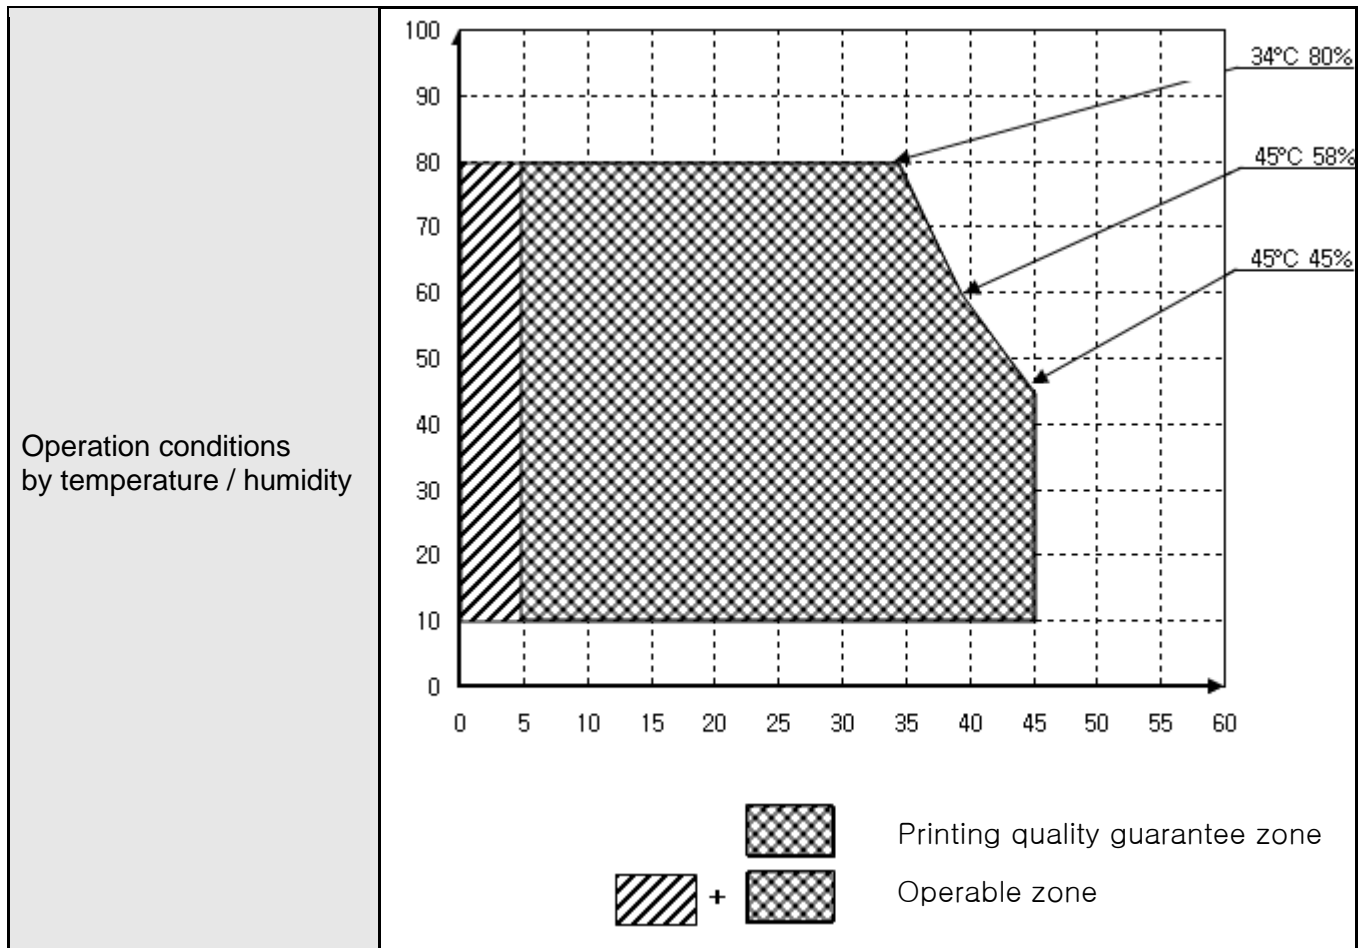 Operation conditions
by temperature / humidity
100
90
80
70
60
50
40
30
20
10
0
0 5 10 15 20 25 30 35 40 45 50 55 60
34°C 80%
45°C 58%
45°C 45%
Printing quality guarantee zone
+ Operable zone